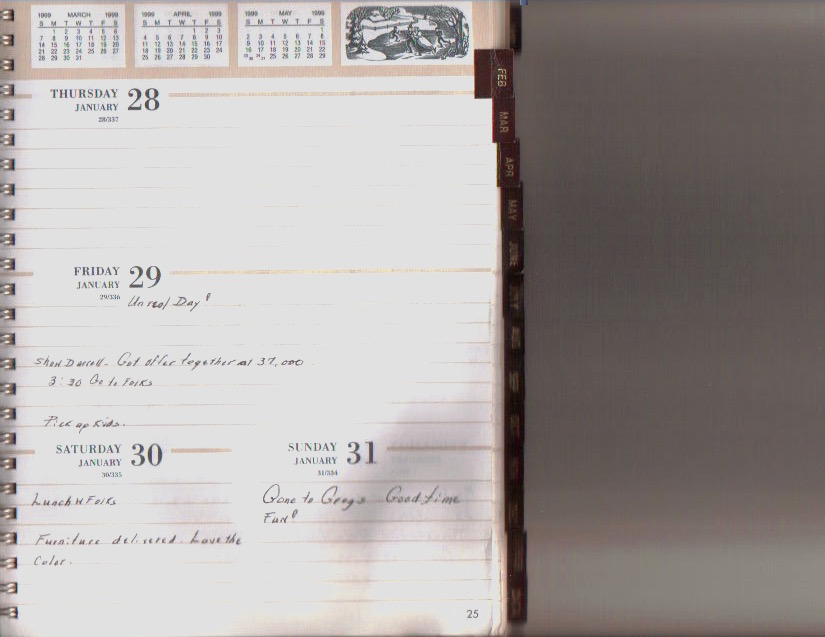 1999 MARCH 1999
S M T W T F S
1 2 3 4 5 6
7 8 9 10 11 12 13
14 15 16 17 18 19 20
21 22 23 24 25 26 27
28 29 30 31
1999 APRIL 1999
S M T W T F S
1 2 3
4 5 6 7 8 9 10
11 12 13 14 15 16 17
18 19 20 21 22 23 24
25 26 27 28 29 30
1999 MAY 1999
S M T W T F S
1
2 3 4 5 6 7 8
9 10 11 12 13 14 15
16 17 18 19 20 21 22
23 30 24 31 25 26 27 28 29
FEB
MAR
APR
MAY
JUNE
THURSDAY 28
JANUARY
28/337
FRIDAY 29
JANUARY
29/336
Unreal Day!
Show Darrell - Got offer together at 37,000
3:30 Go to Folks
Pick up Kids.
SATURDAY 30
JANUARY
30/335
Lunch w Folks
Furniture delivered. Love the
Color.
SUNDAY 31
JANUARY
31/334
Gone to Gregs Good time
Fun!
25